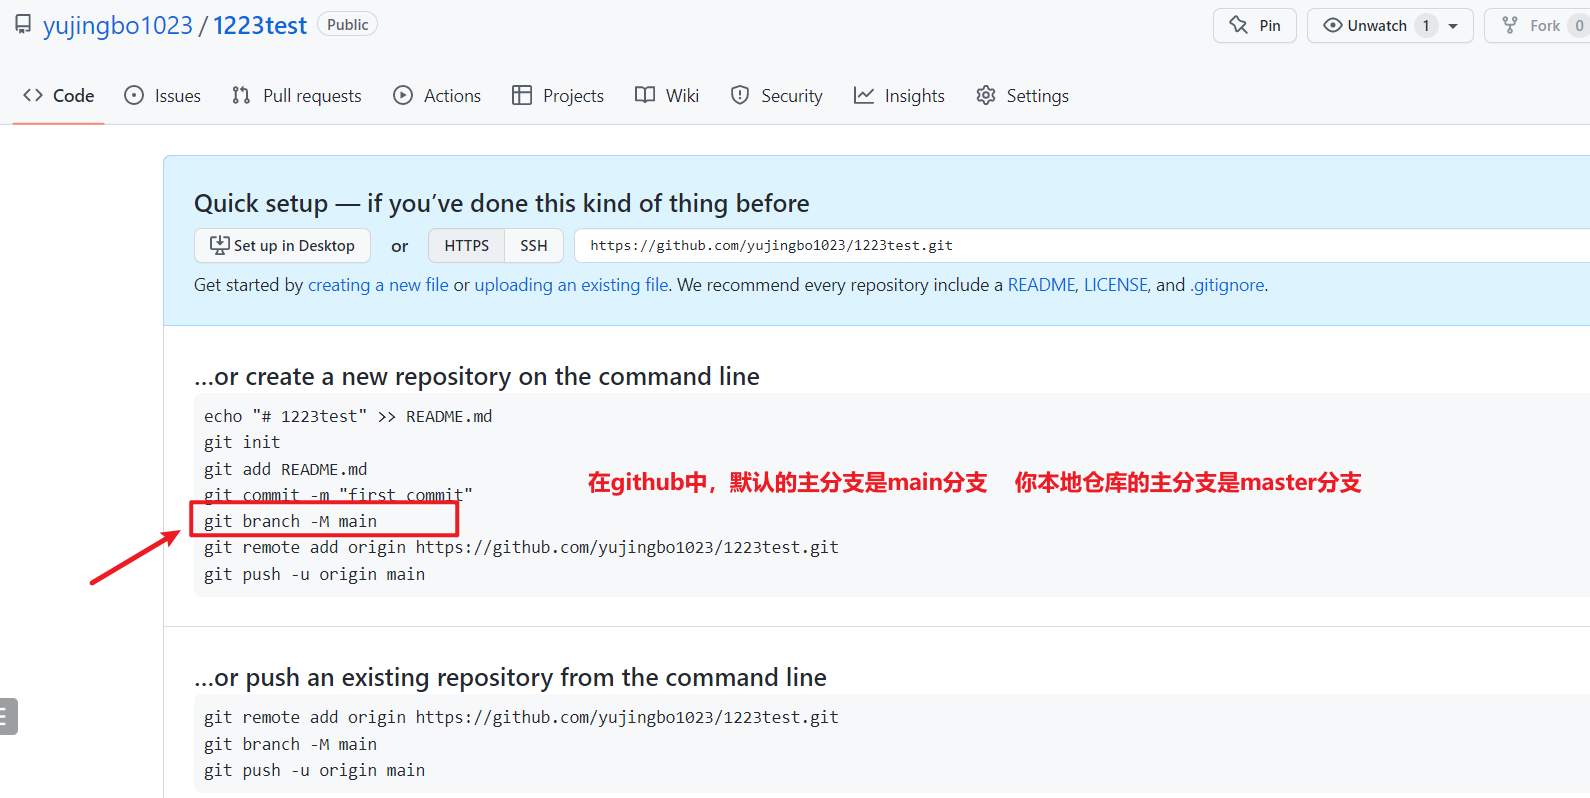 yujingbo1023 / 1223test Public Pin Unwatch 1 Fork 0
Code Issues Pull requests Actions Projects Wiki Security Insights Settings
Quick setup — if you’ve done this kind of thing before
Set up in Desktop or HTTPS SSH https://github.com/yujingbo1023/1223test.git
Get started by creating a new file or uploading an existing file. We recommend every repository include a README, LICENSE, and .gitignore.
…or create a new repository on the command line
echo "# 1223test" >> README.md
git init
git add README.md
git commit -m "first commit"
在github中，默认的主分支是main分支 你本地仓库的主分支是master分支
git branch -M main
git remote add origin https://github.com/yujingbo1023/1223test.git
git push -u origin main
…or push an existing repository from the command line
git remote add origin https://github.com/yujingbo1023/1223test.git
git branch -M main
git push -u origin main